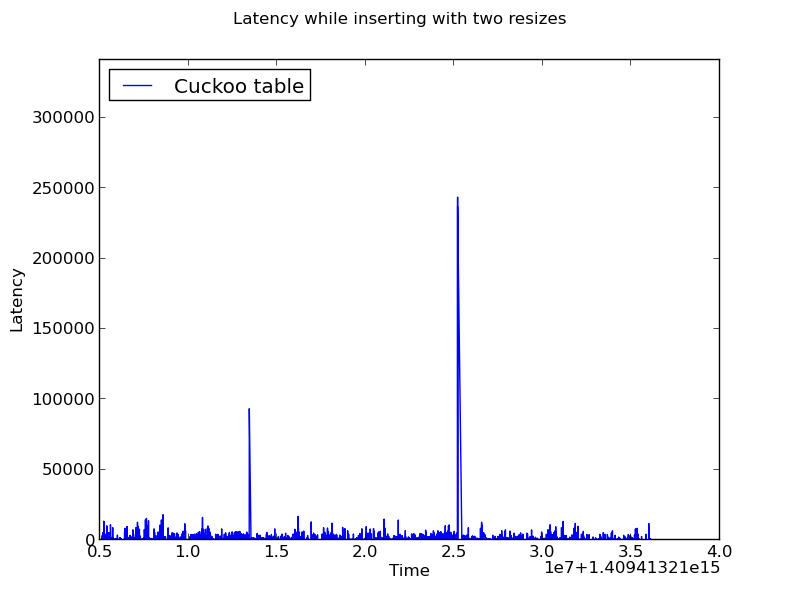 Latency while inserting with two resizes
Cuckoo table
300000
250000
200000
150000
100000
50000
0
Latency
0.5 1.0 1.5 2.0 2.5 3.0 3.5 4.0
Time
1e7+1.40941321e15